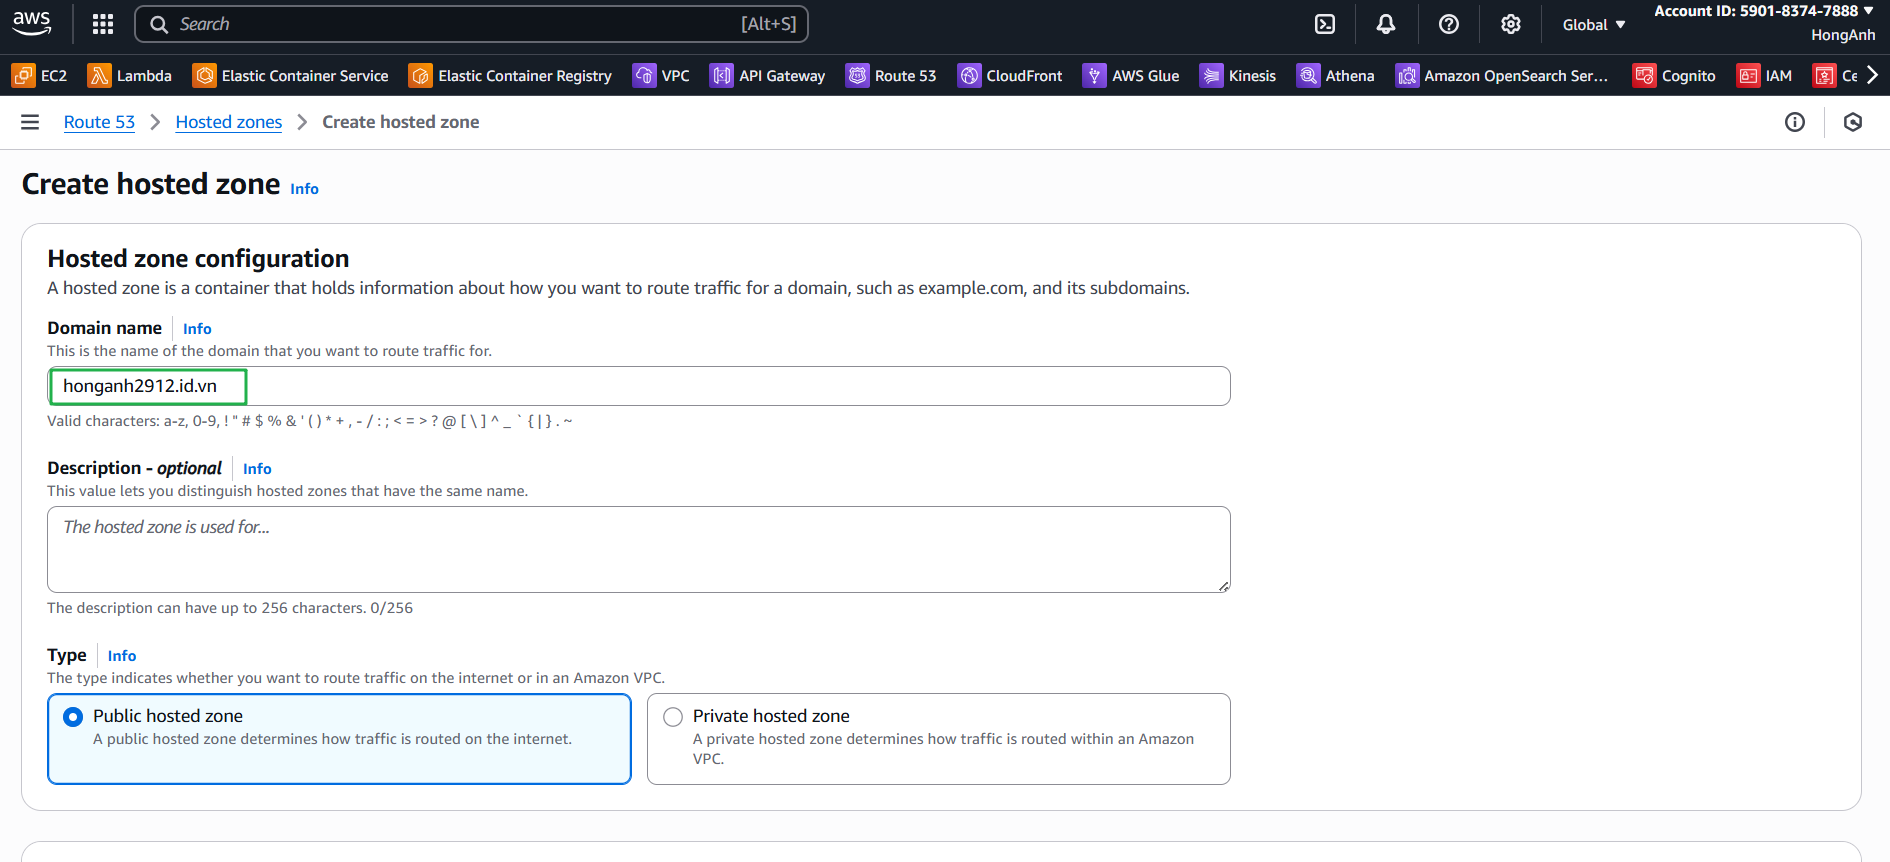 aws
Search
[Alt+S]
Global
Account ID: 5901-8374-7888
HongAnh
EC2
Lambda
Elastic Container Service
Elastic Container Registry
VPC
API Gateway
Route 53
CloudFront
AWS Glue
Kinesis
Athena
Amazon OpenSearch Ser...
Cognito
IAM
Ce
Route 53
Hosted zones
Create hosted zone
Create hosted zone Info
Hosted zone configuration
A hosted zone is a container that holds information about how you want to route traffic for a domain, such as example.com, and its subdomains.
Domain name Info
This is the name of the domain that you want to route traffic for.
honganh2912.id.vn
Valid characters: a-z, 0-9, ! " # $ % & ' ( ) * + , - / : ; < = > ? @ [ \ ] ^ _ ` { | } . ~
Description - optional Info
This value lets you distinguish hosted zones that have the same name.
The hosted zone is used for...
The description can have up to 256 characters. 0/256
Type Info
The type indicates whether you want to route traffic on the internet or in an Amazon VPC.
Public hosted zone
A public hosted zone determines how traffic is routed on the internet.
Private hosted zone
A private hosted zone determines how traffic is routed within an Amazon
VPC.